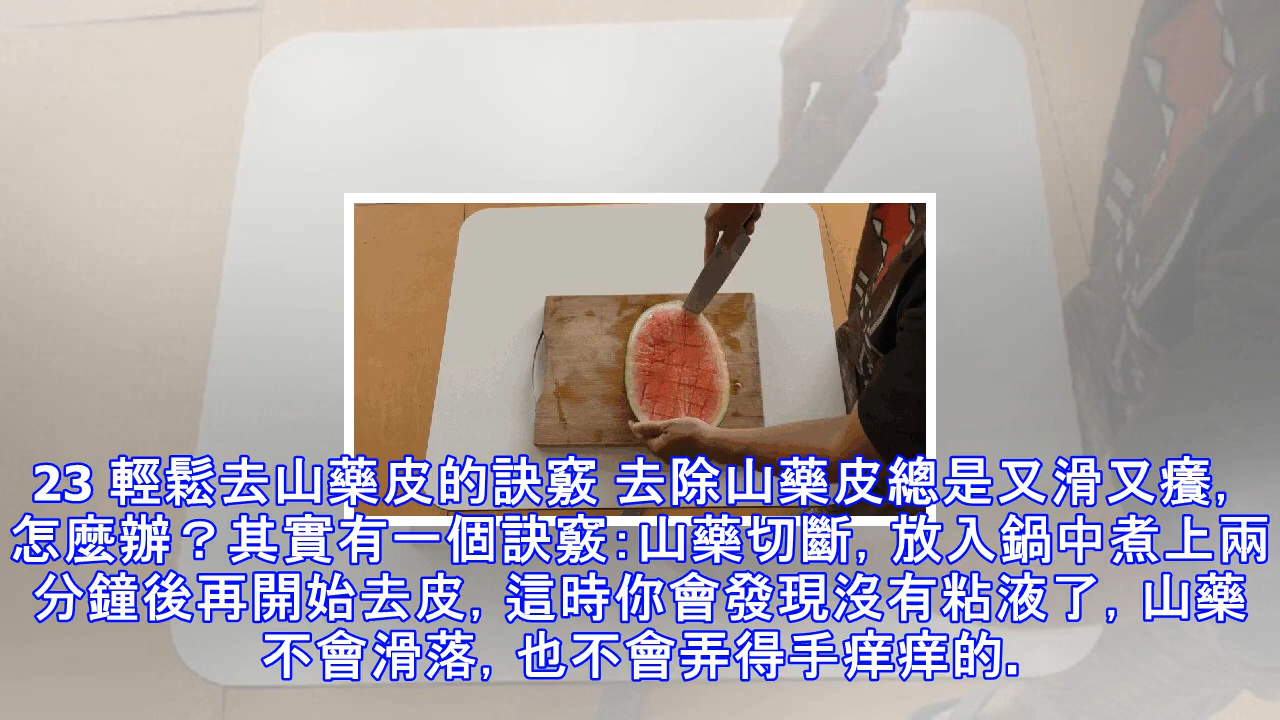 23 輕鬆去山藥皮的訣竅 去除山藥皮總是又滑又癢,
怎麼辦？其實有一個訣竅:山藥切斷, 放入鍋中煮上兩
分鐘後再開始去皮, 這時你會發現沒有粘液了, 山藥
不會滑落, 也不會弄得手痒痒的.